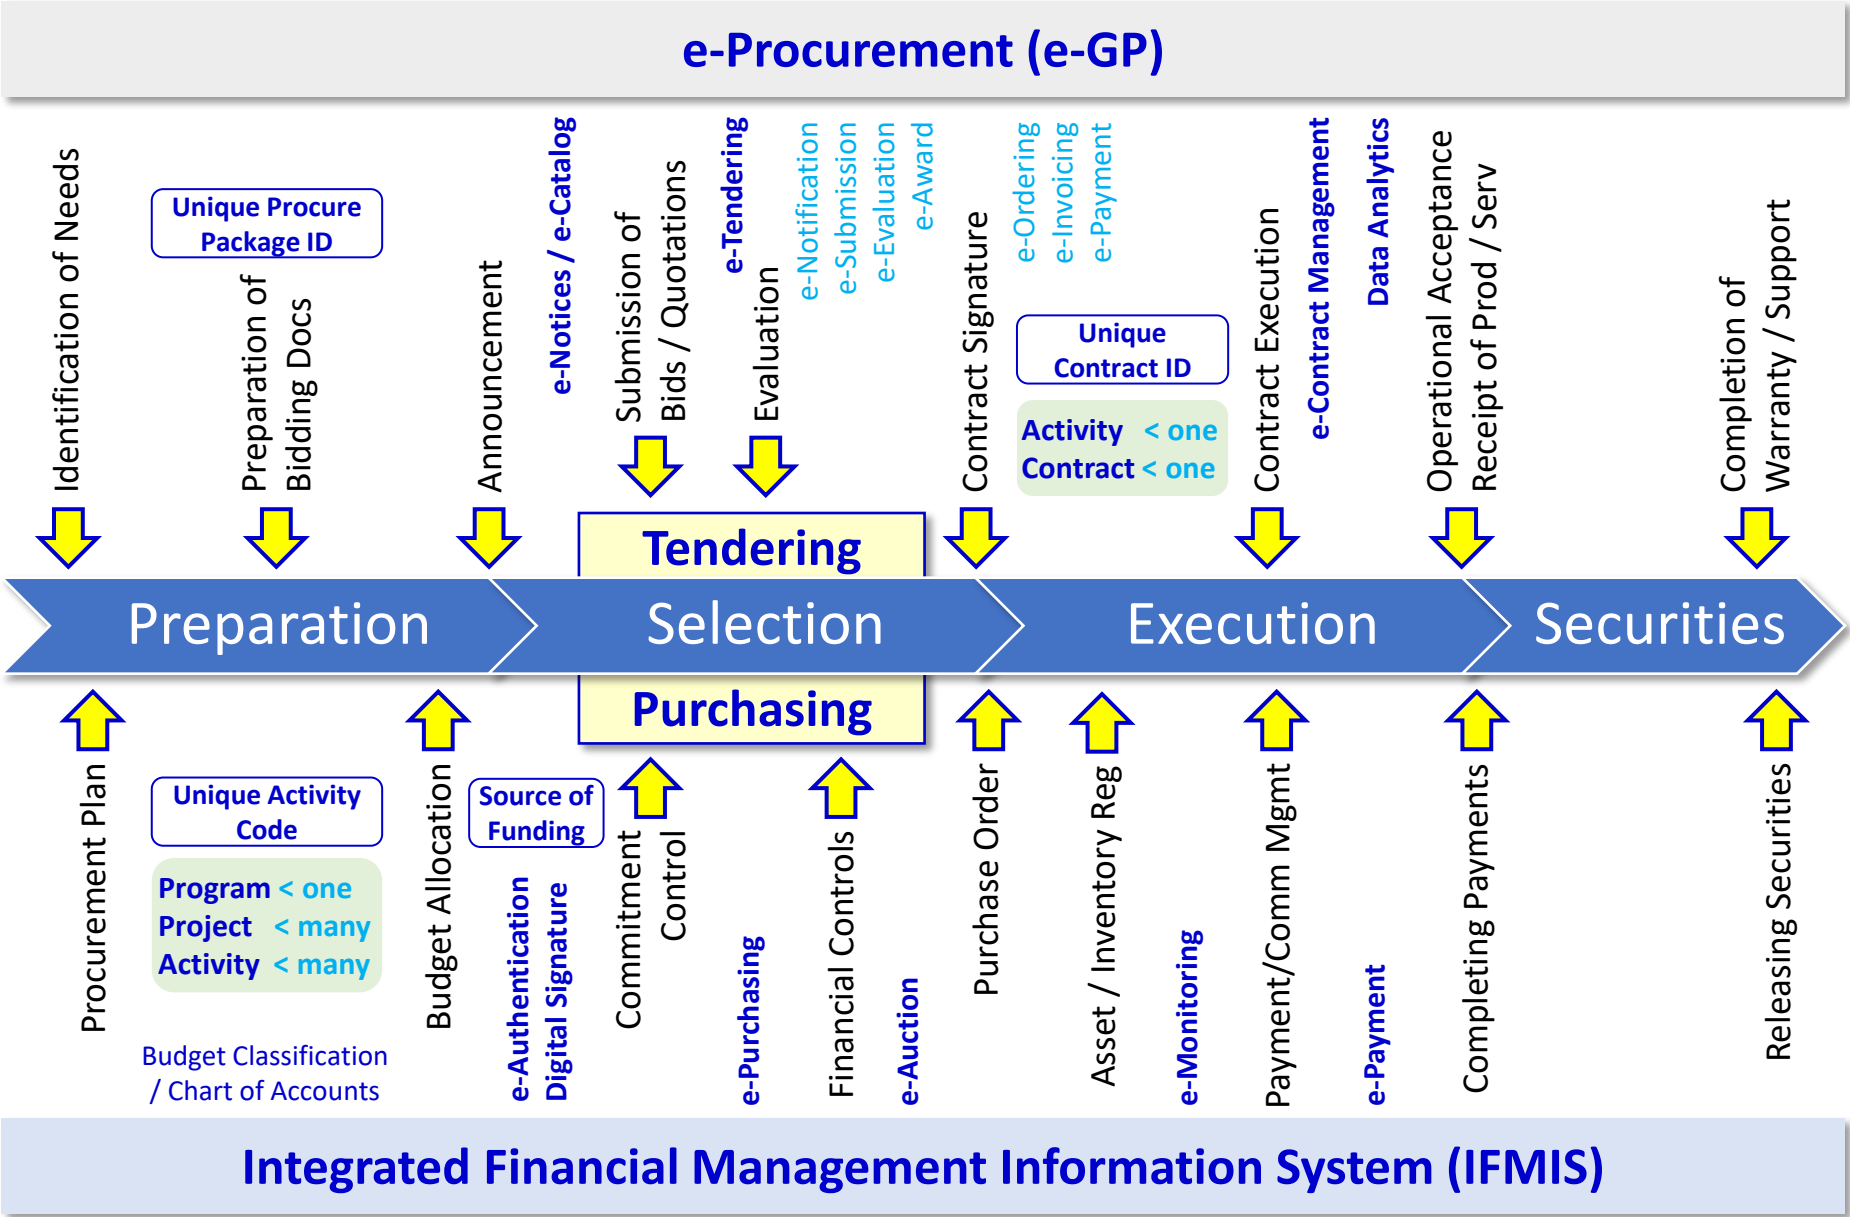 e-Procurement (e-GP)
Identification of Needs
Unique Procure
Package ID
Preparation of
Bidding Docs
Announcement
e-Notices / e-Catalog
Submission of
Bids / Quotations
e-Tendering
Evaluation
e-Notification
e-Submission
e-Evaluation
e-Award
Contract Signature
e-Ordering
e-Invoicing
e-Payment
Unique
Contract ID
Activity < one
Contract < one
Contract Execution
e-Contract Management
Data Analytics
Operational Acceptance
Receipt of Prod / Serv
Completion of
Warranty / Support
Tendering
Preparation
Selection
Execution
Securities
Purchasing
Procurement Plan
Unique Activity
Code
Program < one
Project < many
Activity < many
Budget Classification
/ Chart of Accounts
Budget Allocation
Source of
Funding
e-Authentication
Digital Signature
Commitment
Control
e-Purchasing
Financial Controls
e-Auction
Purchase Order
Asset / Inventory Reg
e-Monitoring
Payment/Comm Mgmt
e-Payment
Completing Payments
Releasing Securities
Integrated Financial Management Information System (IFMIS)